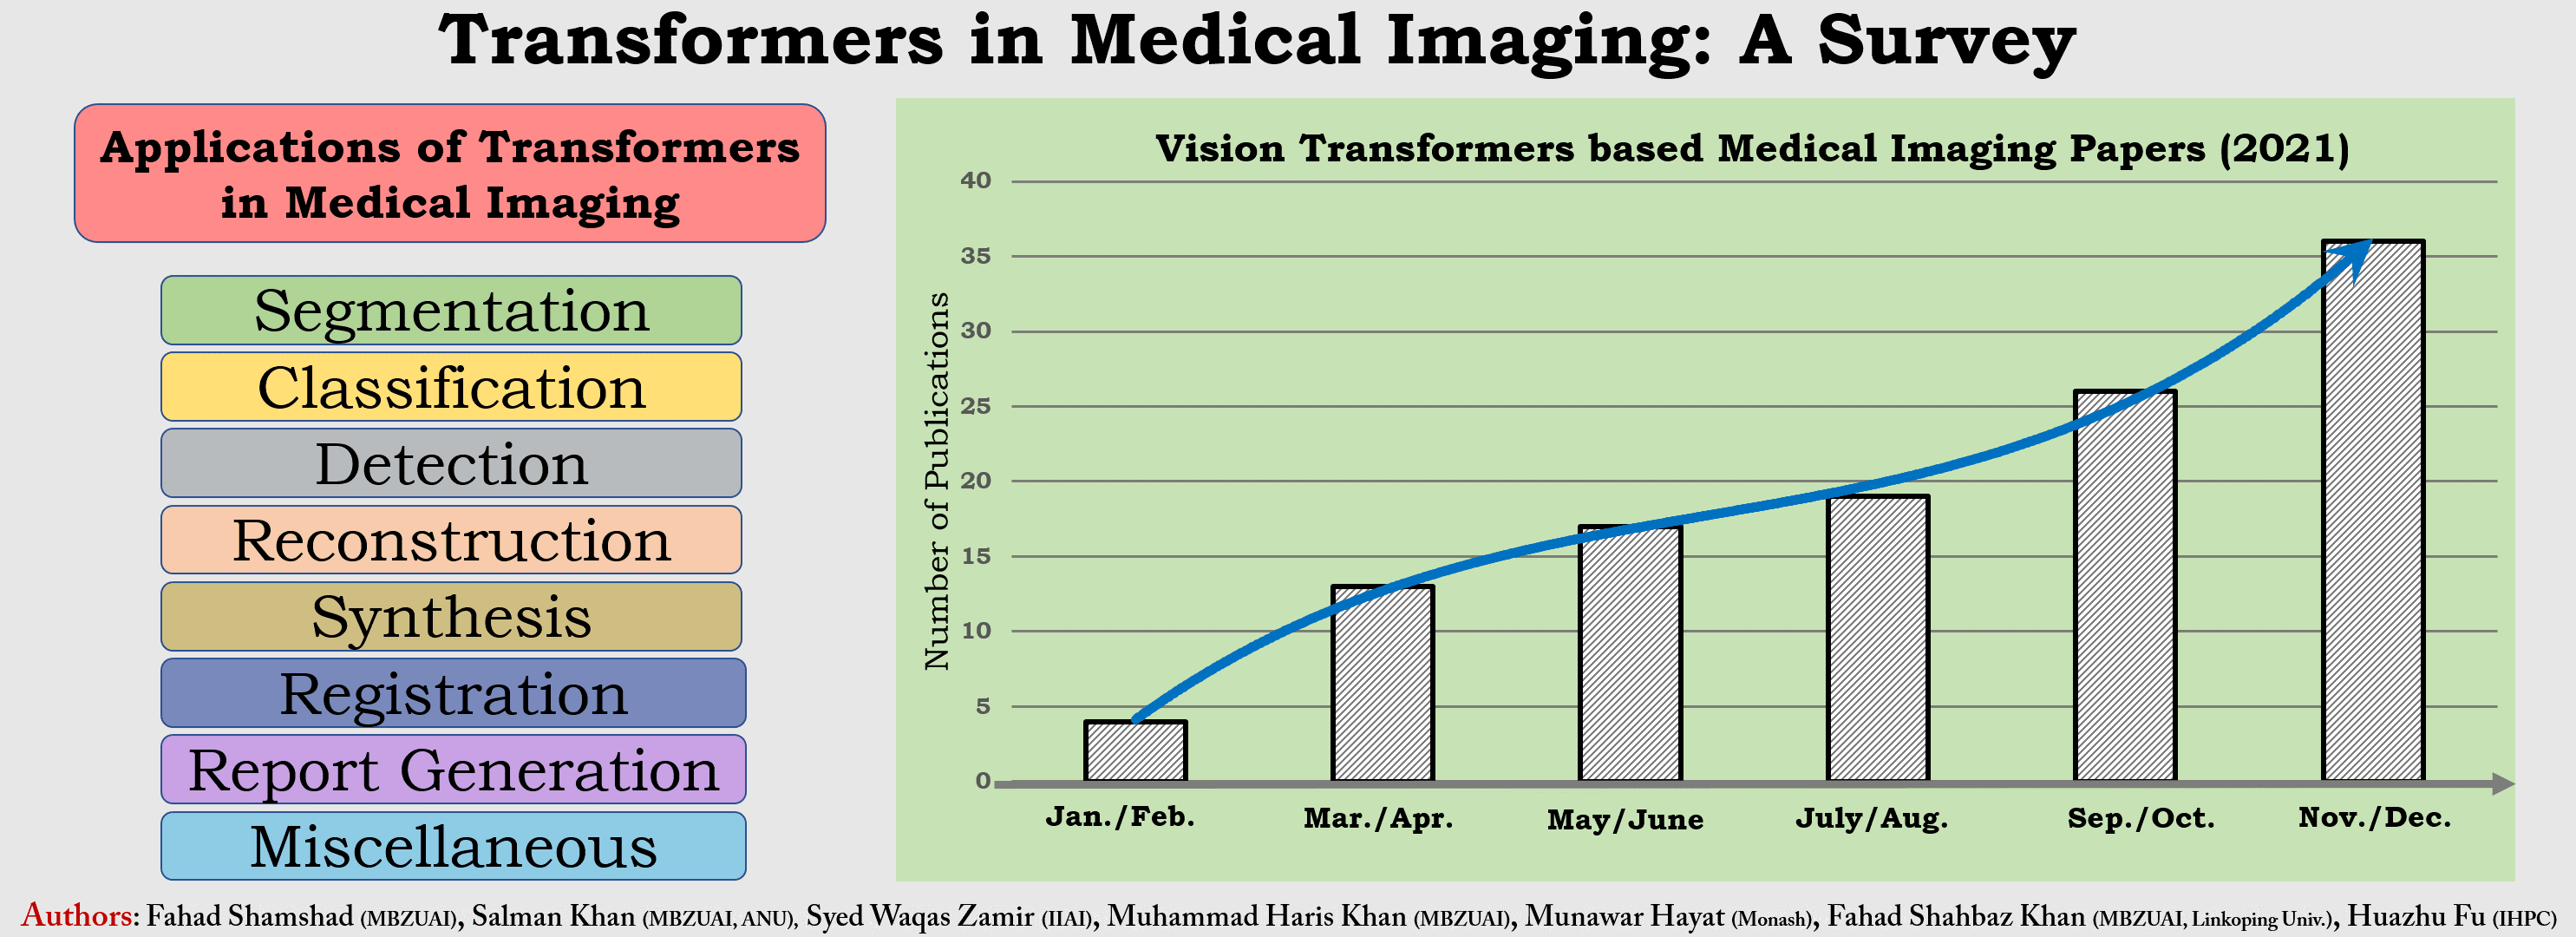 Transformers in Medical Imaging: A Survey
Applications of Transformers
in Medical Imaging
Segmentation
Classification
Detection
Reconstruction
Synthesis
Registration
Report Generation
Miscellaneous
Vision Transformers based Medical Imaging Papers (2021)
Number of Publications
40
35
30
25
20
15
10
5
0
Jan./Feb.
Mar./Apr.
May/June
July/Aug.
Sep./Oct.
Nov./Dec.
Authors: Fahad Shamshad (MBZUAI), Salman Khan (MBZUAI, ANU), Syed Waqas Zamir (IIAI), Muhammad Haris Khan (MBZUAI), Munawar Hayat (Monash), Fahad Shahbaz Khan (MBZUAI, Linkoping Univ.), Huazhu Fu (IHPC)